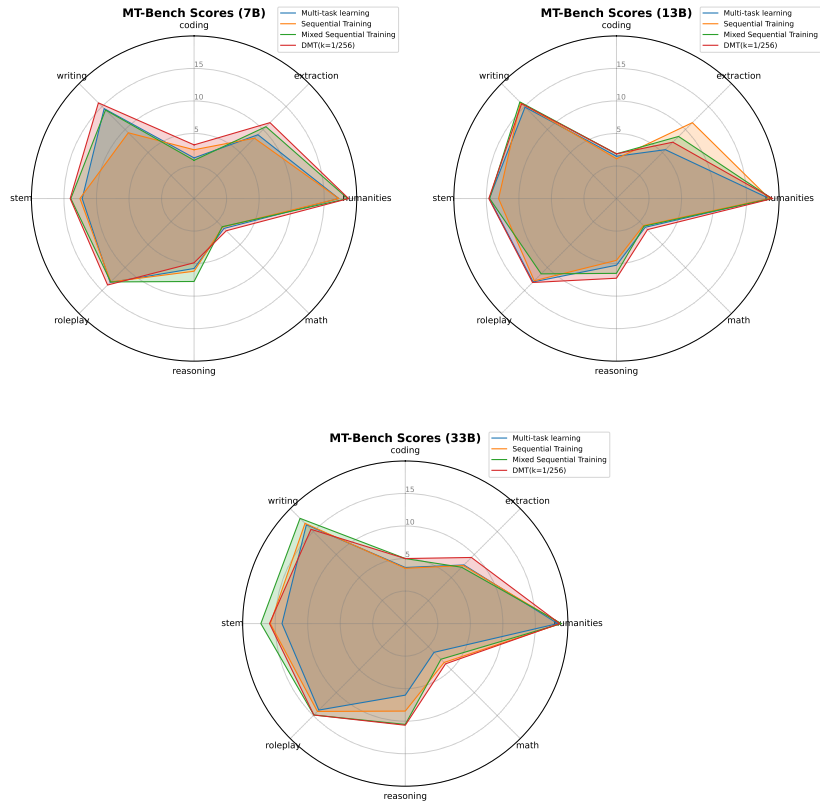 MT-Bench Scores (7B)
Multi-task learning
Sequential Training
Mixed Sequential Training
DMT(k=1/256)
coding
writing
extraction
15
10
5
stem
humanities
roleplay
math
reasoning
MT-Bench Scores (13B)
Multi-task learning
Sequential Training
Mixed Sequential Training
DMT(k=1/256)
coding
writing
extraction
15
10
5
stem
humanities
roleplay
math
reasoning
MT-Bench Scores (33B)
Multi-task learning
Sequential Training
Mixed Sequential Training
DMT(k=1/256)
coding
writing
extraction
15
10
5
stem
humanities
roleplay
math
reasoning